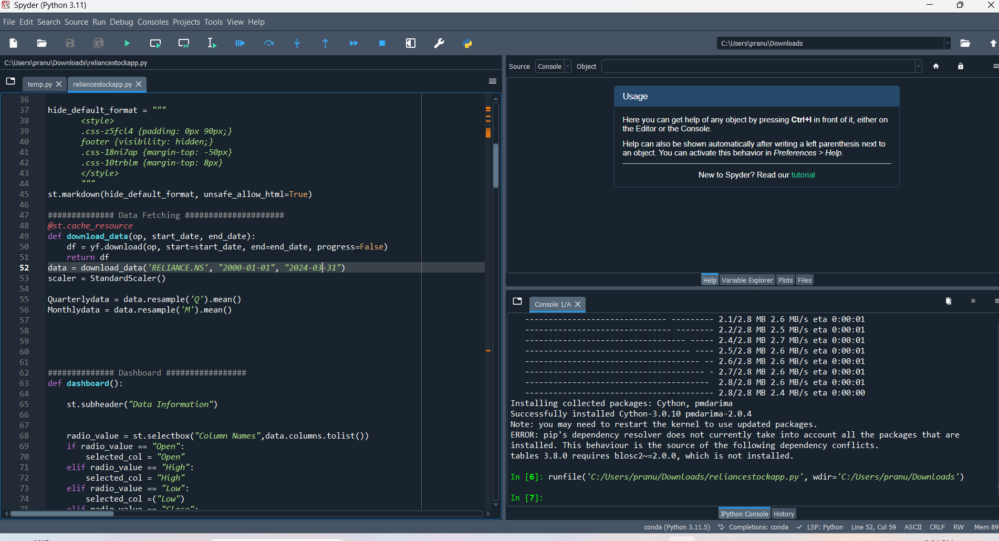 Spyder (Python 3.11)
File Edit Search Source Run Debug Consoles Projects Tools View Help
C:\Users\pranu\Downloads
C:\Users\pranu\Downloads\reliancestockapp.py
temp.py
reliancestockapp.py
36
37 hide_default_format = """
38 <style>
39 .css-z5fcl4 {padding: 0px 90px;}
40 footer {visibility: hidden;}
41 .css-18ni7ap {margin-top: -50px}
42 .css-10trblm {margin-top: 8px}
43 </style>
44 """
45 st.markdown(hide_default_format, unsafe_allow_html=True)
46
47 ############## Data Fetching #####################
48 @st.cache_resource
49 def download_data(op, start_date, end_date):
50 df = yf.download(op, start=start_date, end=end_date, progress=False)
51 return df
52 data = download_data('RELIANCE.NS', "2000-01-01", "2024-03-31")
53 scaler = StandardScaler()
54
55 Quarterlydata = data.resample('Q').mean()
56 Monthlydata = data.resample('M').mean()
57
58
59
60
61
62 ############## Dashboard #################
63 def dashboard():
64
65 st.subheader("Data Information")
66
67
68 radio_value = st.selectbox("Column Names",data.columns.tolist())
69 if radio_value == "Open":
70 selected_col = "Open"
71 elif radio_value == "High":
72 selected_col = "High"
73 elif radio_value == "Low":
74 selected_col =("Low")
75 elif radio_value == "Close":
Source Console Object
Usage
Here you can get help of any object by pressing Ctrl+I in front of it, either on
the Editor or the Console.
Help can also be shown automatically after writing a left parenthesis next to
an object. You can activate this behavior in Preferences > Help.
New to Spyder? Read our tutorial
Help Variable Explorer Plots Files
Console 1/A
------------------------------ --------- 2.1/2.8 MB 2.6 MB/s eta 0:00:01
------------------------------- -------- 2.2/2.8 MB 2.5 MB/s eta 0:00:01
---------------------------------- ----- 2.4/2.8 MB 2.7 MB/s eta 0:00:01
------------------------------------ ---- 2.5/2.8 MB 2.6 MB/s eta 0:00:01
------------------------------------- -- 2.6/2.8 MB 2.6 MB/s eta 0:00:01
-------------------------------------- - 2.7/2.8 MB 2.6 MB/s eta 0:00:01
--------------------------------------- 2.8/2.8 MB 2.6 MB/s eta 0:00:01
---------------------------------------- 2.8/2.8 MB 2.4 MB/s eta 0:00:00
Installing collected packages: Cython, pmdarima
Successfully installed Cython-3.0.10 pmdarima-2.0.4
Note: you may need to restart the kernel to use updated packages.
ERROR: pip's dependency resolver does not currently take into account all the packages that are
installed. This behaviour is the source of the following dependency conflicts.
tables 3.8.0 requires blosc2~=2.0.0, which is not installed.
In [6]: runfile('C:/Users/pranu/Downloads/reliancestockapp.py', wdir='C:/Users/pranu/Downloads')
In [7]:
IPython Console History
conda (Python 3.11.5) Completions: conda LSP: Python Line 52, Col 59 ASCII CRLF RW Mem 89